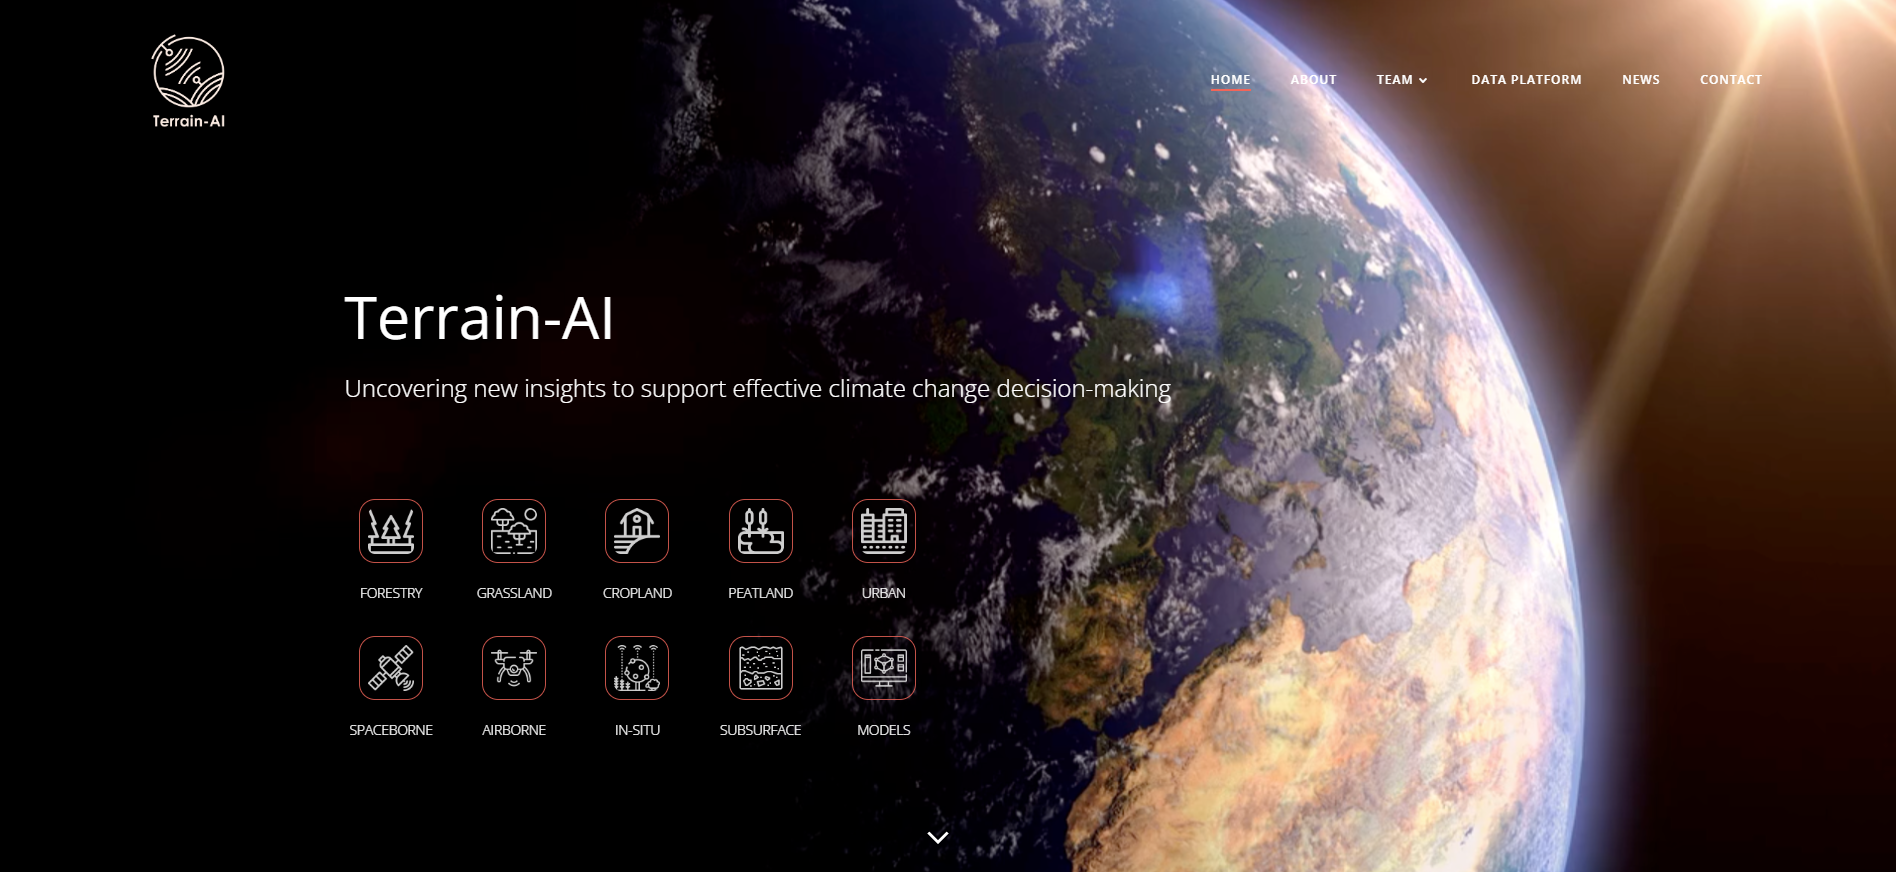 Terrain-AI
HOME ABOUT TEAM DATA PLATFORM NEWS CONTACT
Terrain-AI
Uncovering new insights to support effective climate change decision-making
FORESTRY GRASSLAND CROPLAND PEATLAND URBAN
SPACEBORNE AIRBORNE IN-SITU SUBSURFACE MODELS